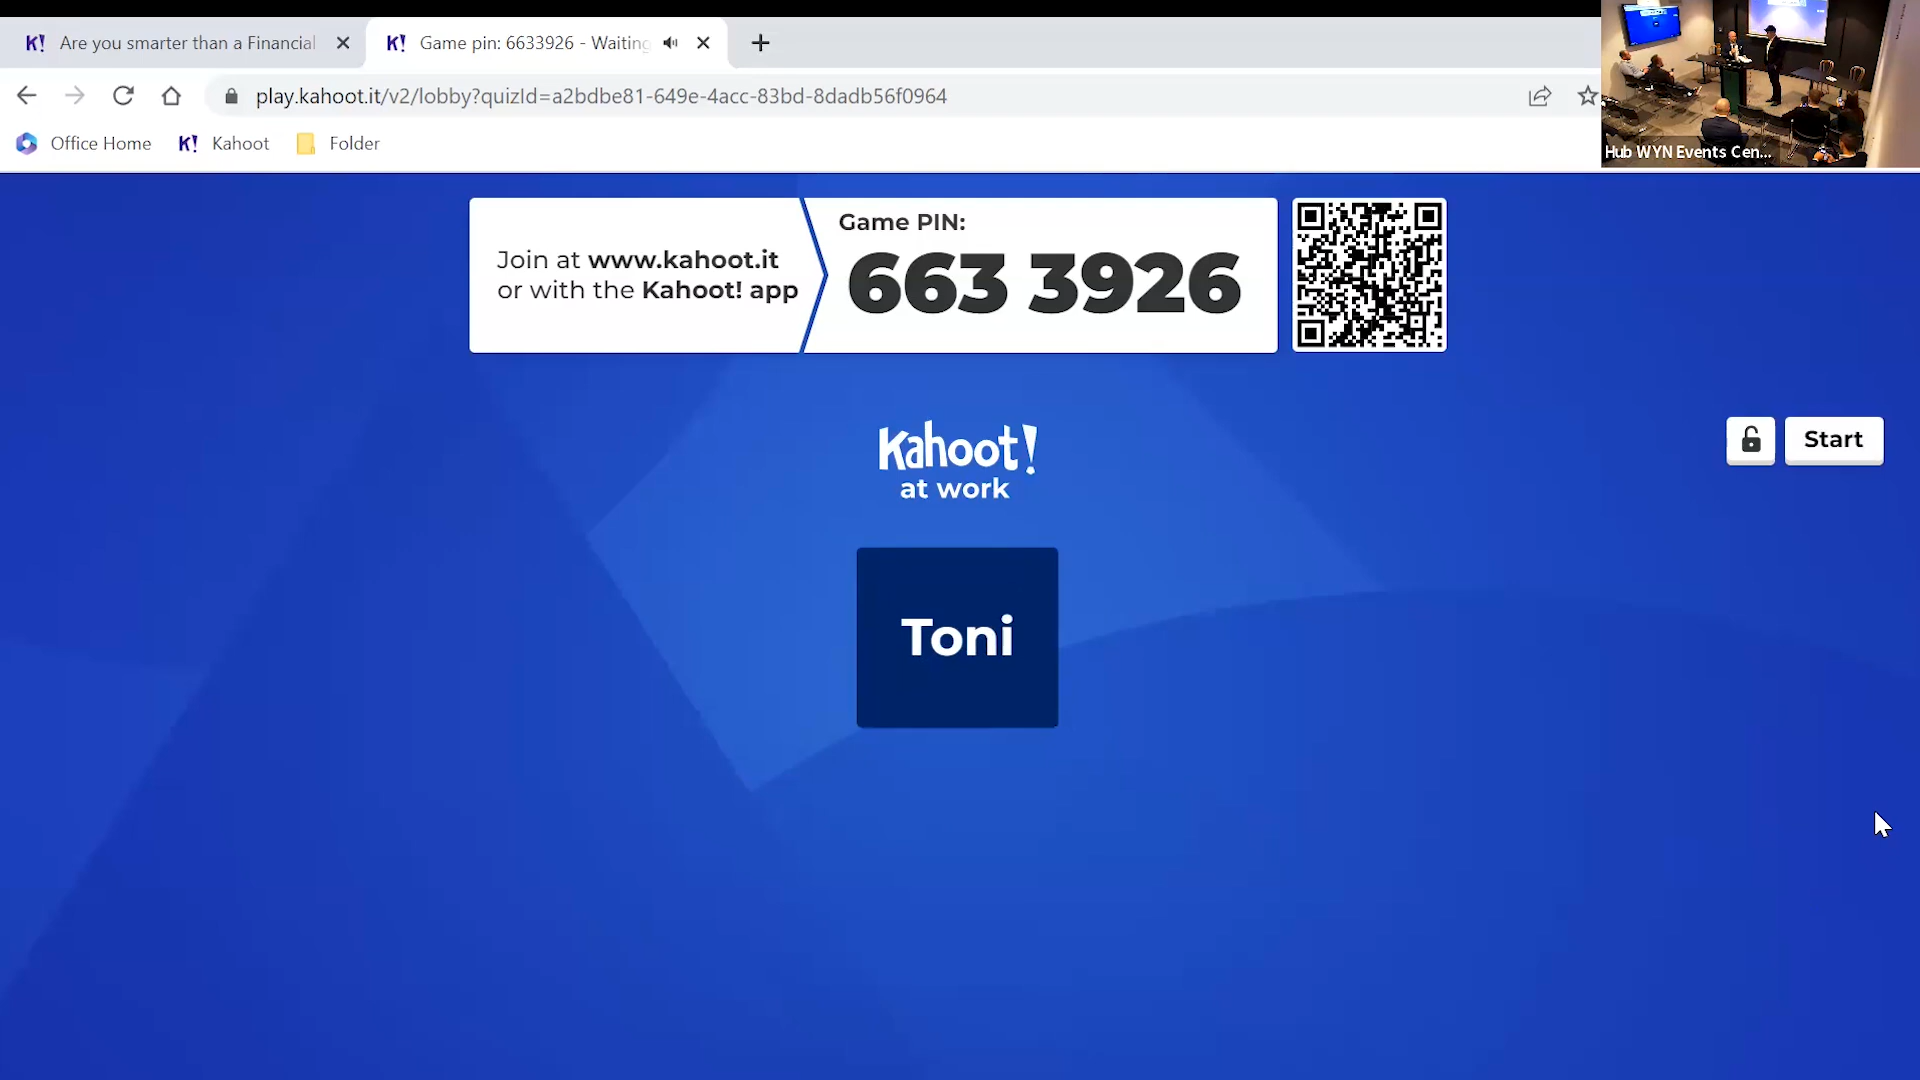 K! Are you smarter than a Financial
K! Game pin: 6633926 - Waiting
play.kahoot.it/v2/lobby?quizId=a2bdbe81-649e-4acc-83bd-8dadb56f0964
Office Home K! Kahoot Folder
Hub WYN Events Cen...
Join at www.kahoot.it
or with the Kahoot! app
Game PIN:
663 3926
Kahoot!
at work
Start
Toni